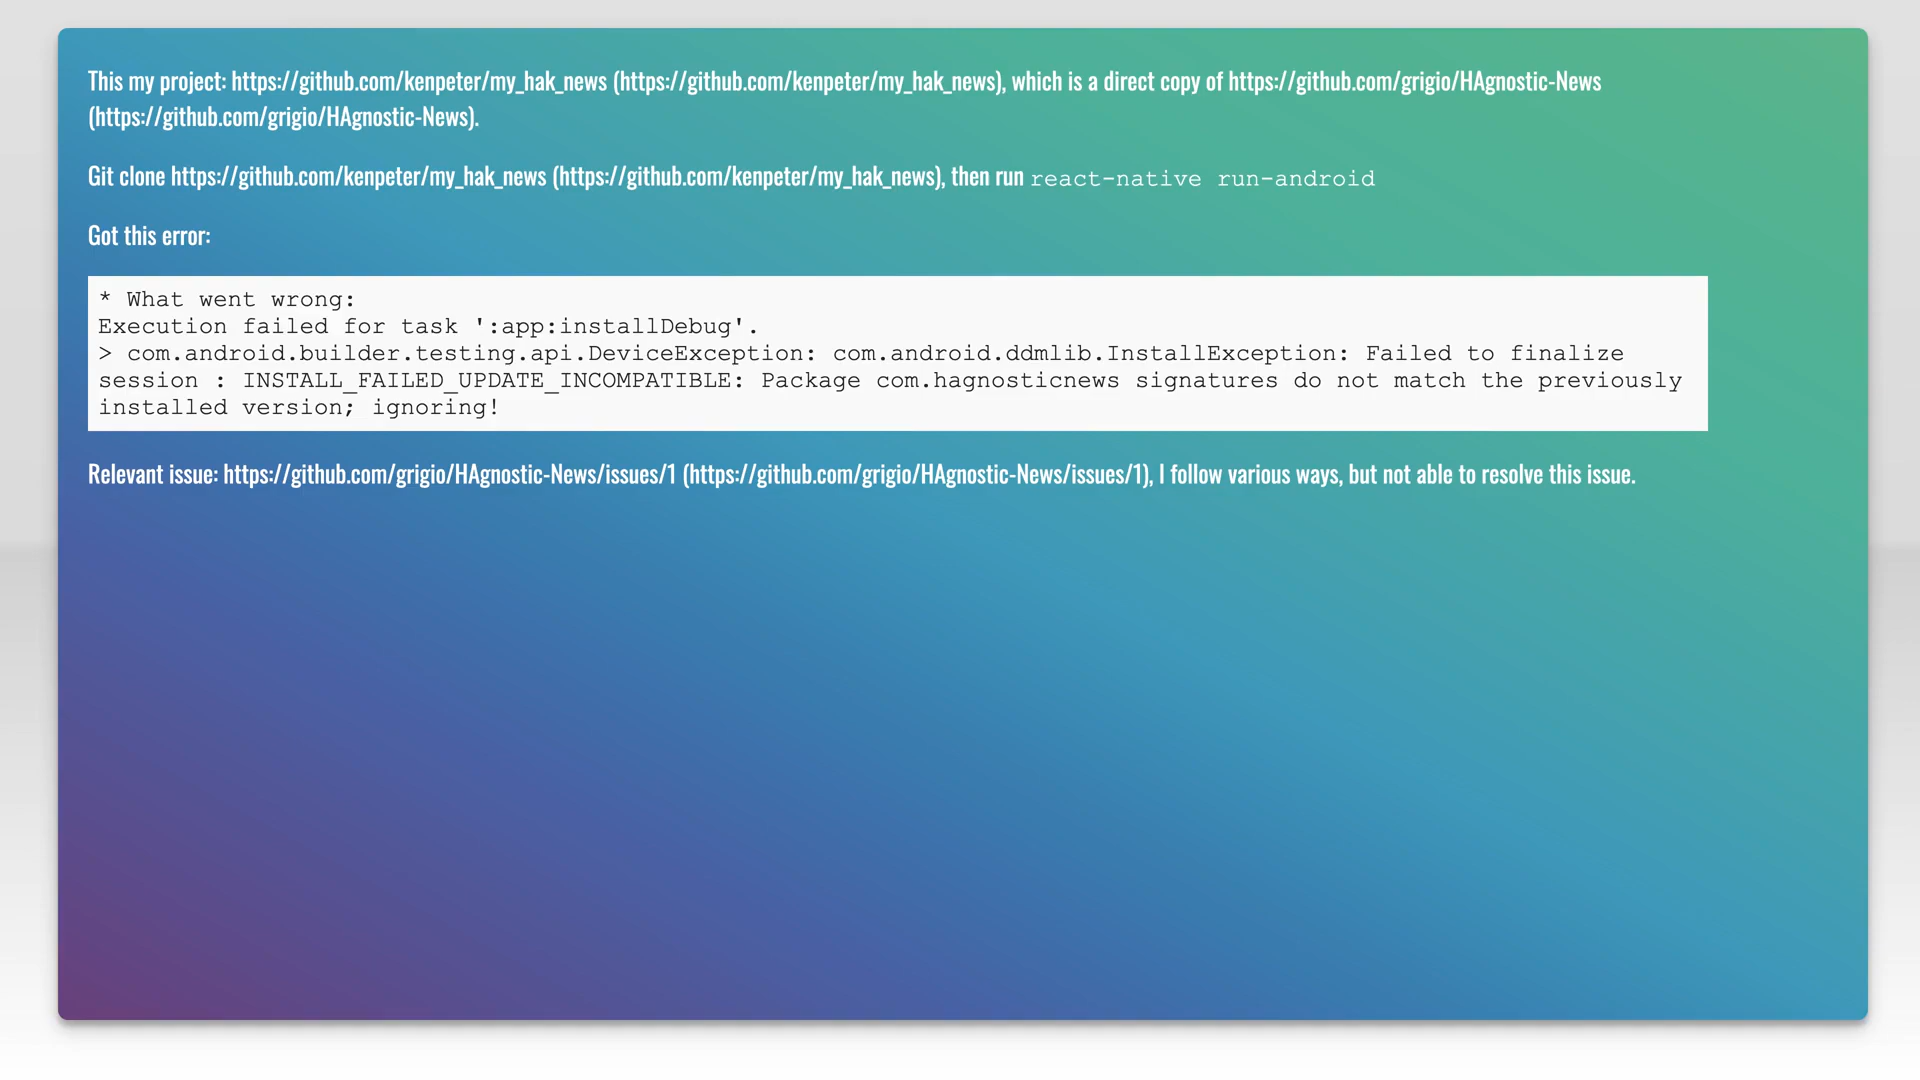 This my project: https://github.com/kenpeter/my_hak_news (https://github.com/kenpeter/my_hak_news), which is a direct copy of https://github.com/grigio/HAgnostic-News
(https://github.com/grigio/HAgnostic-News).
Git clone https://github.com/kenpeter/my_hak_news (https://github.com/kenpeter/my_hak_news), then run react-native run-android
Got this error:
* What went wrong:
Execution failed for task ':app:installDebug'.
> com.android.builder.testing.api.DeviceException: com.android.ddmlib.InstallException: Failed to finalize
session : INSTALL_FAILED_UPDATE_INCOMPATIBLE: Package com.hagnosticnews signatures do not match the previously
installed version; ignoring!
Relevant issue: https://github.com/grigio/HAgnostic-News/issues/1 (https://github.com/grigio/HAgnostic-News/issues/1), I follow various ways, but not able to resolve this issue.